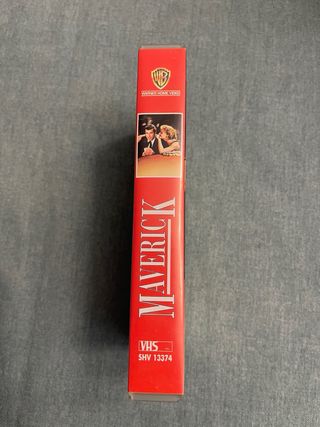 WB
WARNER HOME VIDEO
MAVERICK
VHS
SHV 13374